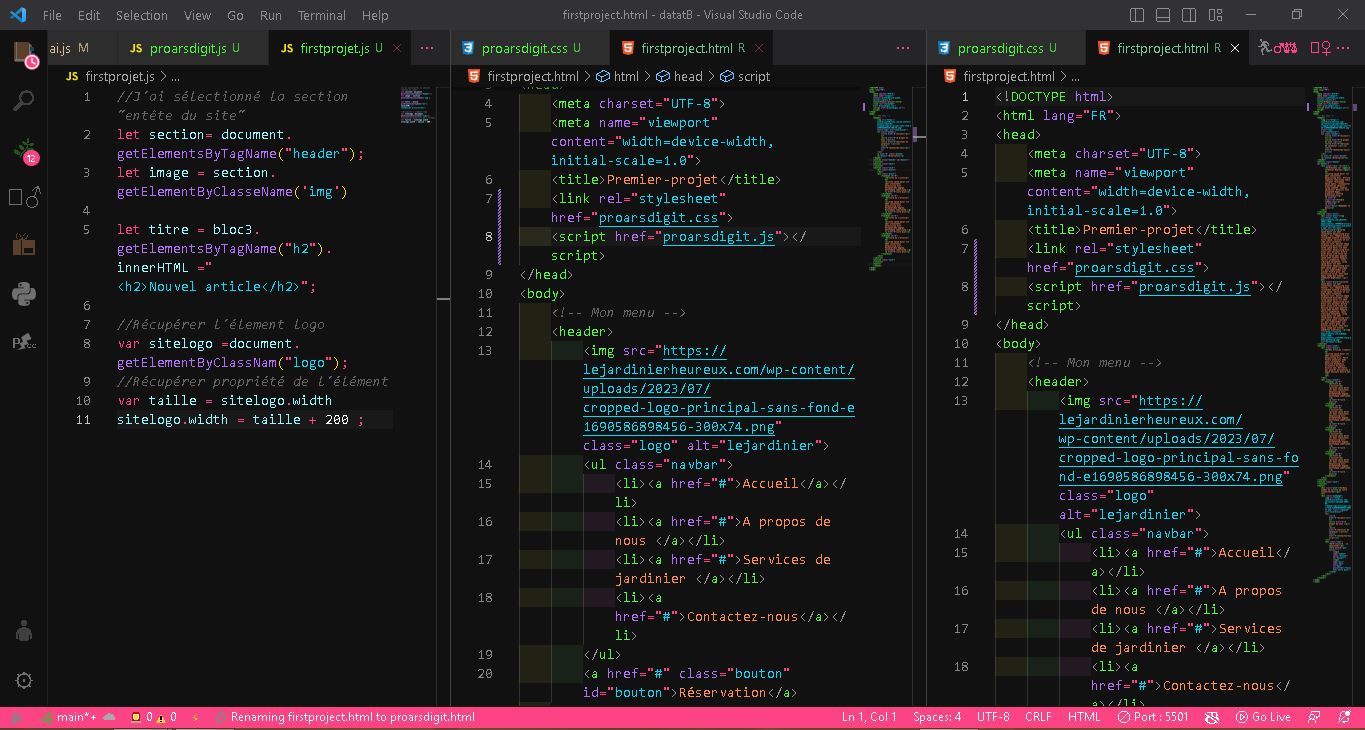 File Edit Selection View Go Run Terminal Help
firstproject.html - datatB - Visual Studio Code
ai.js M
JS proarsdigit.js U
JS firstprojet.js U
JS firstprojet.js > ...
1 //J'ai sélectionné la section
"entête du site"
2 let section= document.
getElementsByTagName("header");
3 let image = section.
getElementByClasseName('img')
4
5 let titre = bloc3.
getElementsByTagName("h2").
innerHTML ="
<h2>Nouvel article</h2>";
6
7 //Récupérer l'élement logo
8 var sitelogo =document.
getElementByClassNam("logo");
9 //Récupérer propriété de l'élément
10 var taille = sitelogo.width
11 sitelogo.width = taille + 200 ;
proarsdigit.css U
firstproject.html R
firstproject.html > html > head > script
4 <meta charset="UTF-8">
5 <meta name="viewport"
content="width=device-width,
initial-scale=1.0">
6 <title>Premier-projet</title>
7 <link rel="stylesheet"
href="proarsdigit.css">
8 <script href="proarsdigit.js"></
script>
9 </head>
10 <body>
11 <!-- Mon menu -->
12 <header>
13 <img src="https://
lejardinierheureux.com/wp-content/
uploads/2023/07/
cropped-logo-principal-sans-fond-e
1690586898456-300x74.png"
class="logo" alt="lejardinier">
14 <ul class="navbar">
15 <li><a href="#">Accueil</a></
li>
16 <li><a href="#">A propos de
nous </a></li>
17 <li><a href="#">Services de
jardinier </a></li>
18 <li><a
href="#">Contactez-nous</a></
li>
19 </ul>
20 <a href="#" class="bouton"
id="bouton">Réservation</a>
proarsdigit.css U
firstproject.html R
firstproject.html > ...
1 <!DOCTYPE html>
2 <html lang="FR">
3 <head>
4 <meta charset="UTF-8">
5 <meta name="viewport"
content="width=device-width,
initial-scale=1.0">
6 <title>Premier-projet</title>
7 <link rel="stylesheet"
href="proarsdigit.css">
8 <script href="proarsdigit.js"></
script>
9 </head>
10 <body>
11 <!-- Mon menu -->
12 <header>
13 <img src="https://
lejardinierheureux.com/
wp-content/uploads/2023/07/
cropped-logo-principal-sans-fo
nd-e1690586898456-300x74.png"
class="logo"
alt="lejardinier">
14 <ul class="navbar">
15 <li><a href="#">Accueil</
a></li>
16 <li><a href="#">A propos
de nous </a></li>
17 <li><a href="#">Services
de jardinier </a></li>
18 <li><a
href="#">Contactez-nous</
a></li>
12
main*+ 0 0 Renaming firstproject.html to proarsdigit.html
Ln 1, Col 1 Spaces: 4 UTF-8 CRLF HTML Port : 5501 Go Live